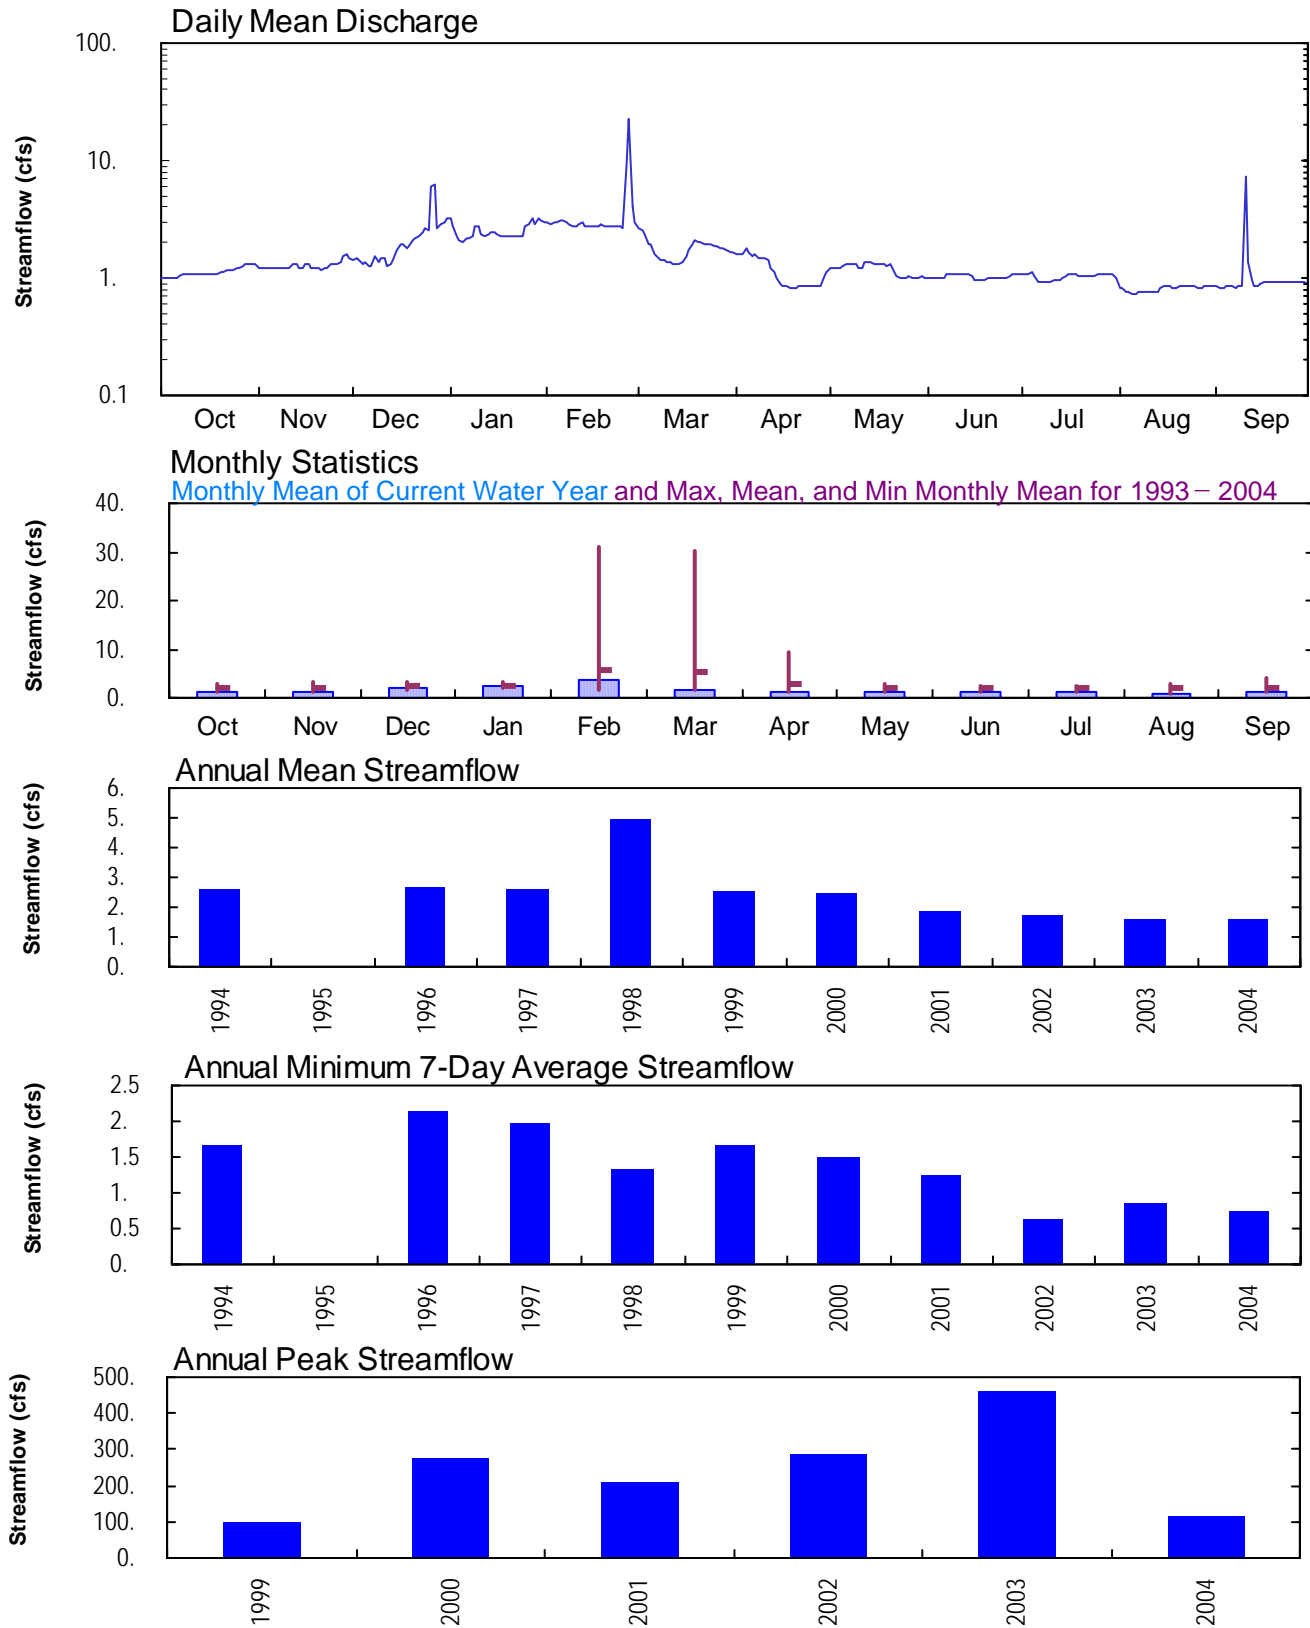 Daily Mean Discharge
Streamflow (cfs)
100.
10.
1.
0.1
Oct Nov Dec Jan Feb Mar Apr May Jun Jul Aug Sep
Monthly Statistics
Monthly Mean of Current Water Year and Max, Mean, and Min Monthly Mean for 1993 – 2004
Streamflow (cfs)
40.
30.
20.
10.
0.
Oct Nov Dec Jan Feb Mar Apr May Jun Jul Aug Sep
Annual Mean Streamflow
Streamflow (cfs)
6.
5.
4.
3.
2.
1.
0.
1994 1995 1996 1997 1998 1999 2000 2001 2002 2003 2004
Annual Minimum 7-Day Average Streamflow
Streamflow (cfs)
2.5
2.
1.5
1.
0.5
0.
1994 1995 1996 1997 1998 1999 2000 2001 2002 2003 2004
Annual Peak Streamflow
Streamflow (cfs)
500.
400.
300.
200.
100.
0.
1999 2000 2001 2002 2003 2004